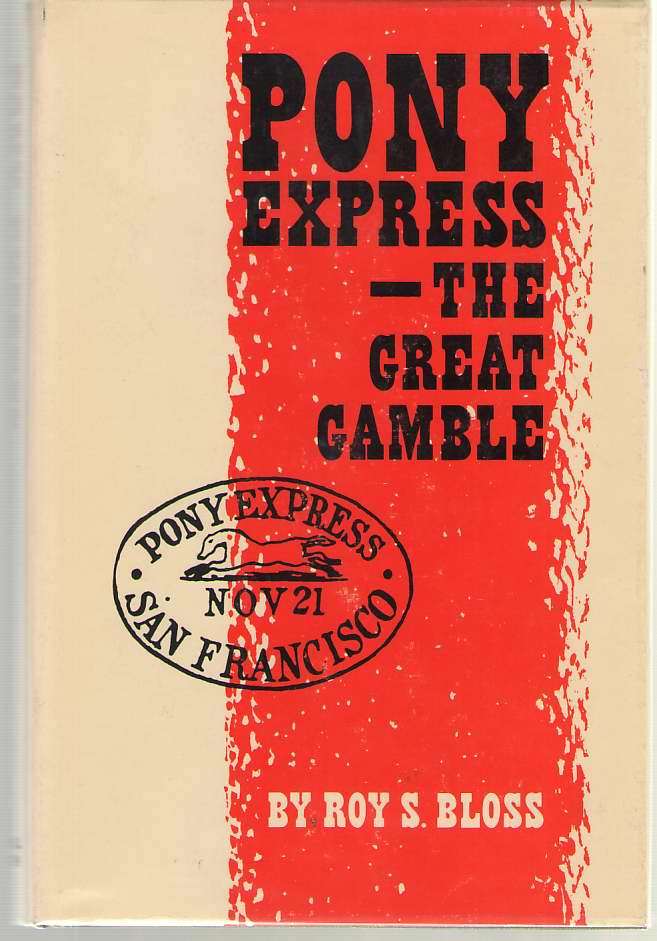 PONY
EXPRESS
—THE
GREAT
GAMBLE
PONY EXPRESS
NOV 21
SAN FRANCISCO
BY ROY S. BLOSS